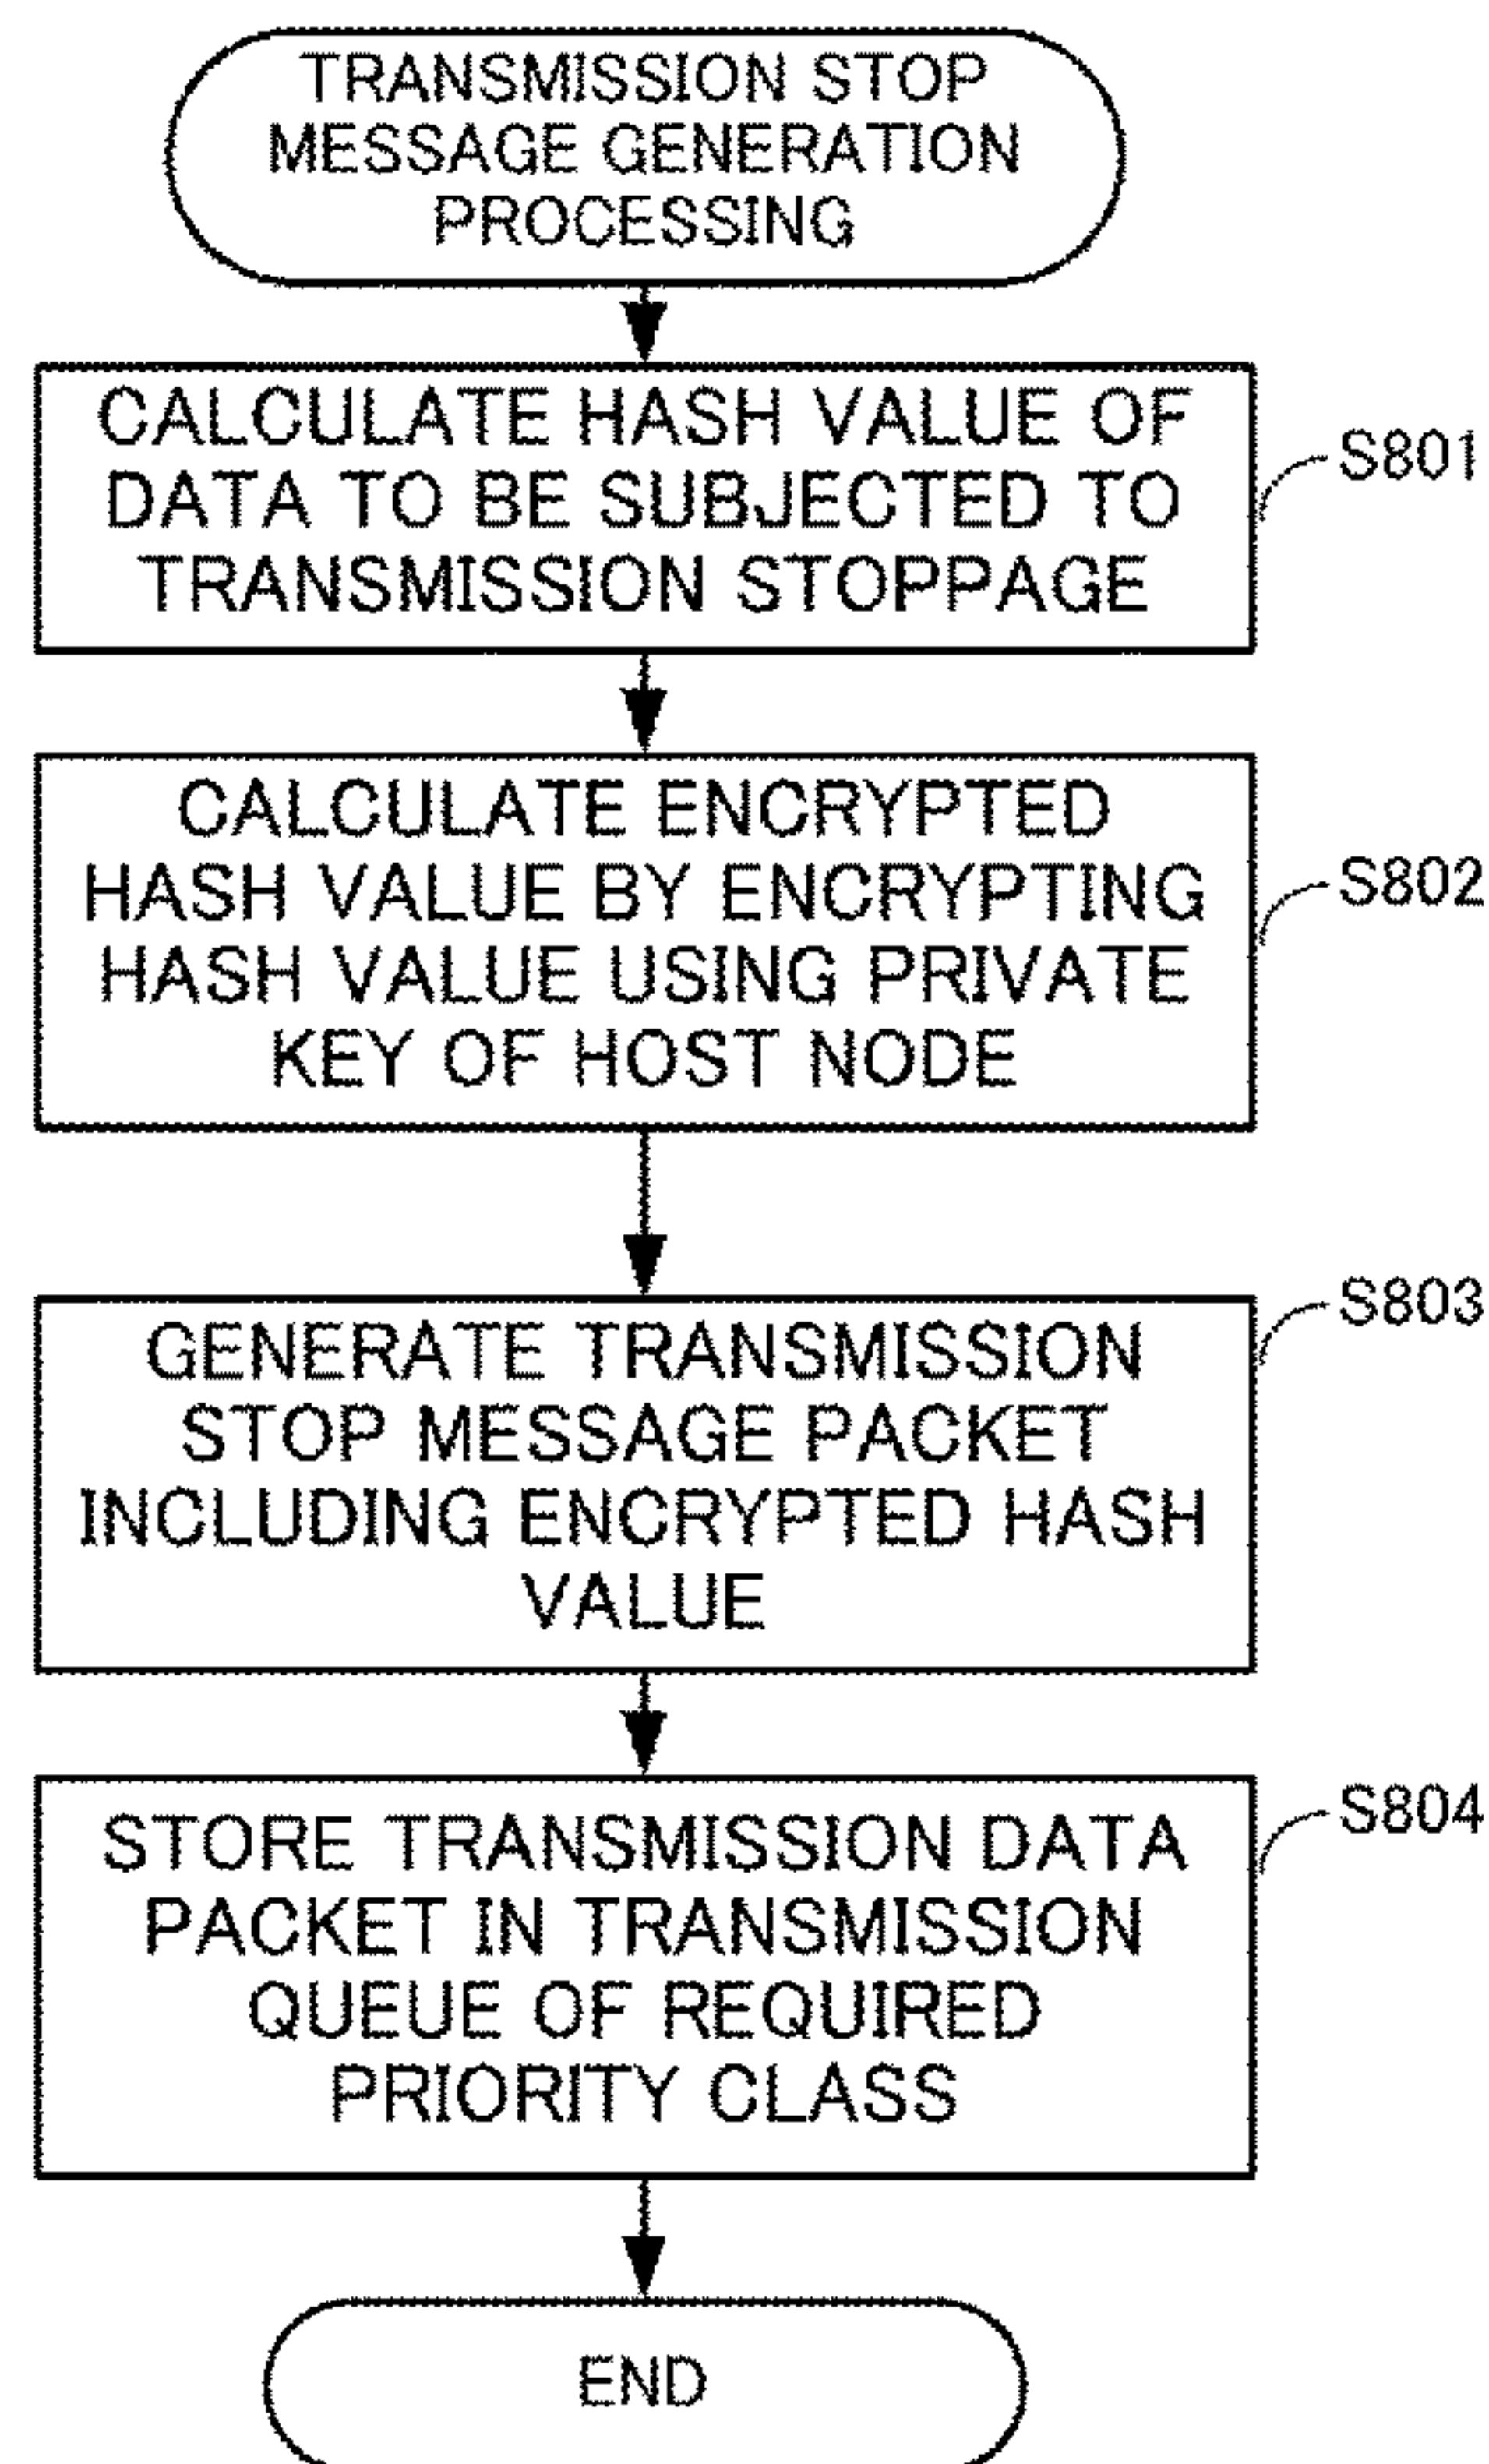 TRANSMISSION STOP
MESSAGE GENERATION
PROCESSING
CALCULATE HASH VALUE OF
DATA TO BE SUBJECTED TO
TRANSMISSION STOPPAGE
S801
CALCULATE ENCRYPTED
HASH VALUE BY ENCRYPTING
HASH VALUE USING PRIVATE
KEY OF HOST NODE
S802
GENERATE TRANSMISSION
STOP MESSAGE PACKET
INCLUDING ENCRYPTED HASH
VALUE
S803
STORE TRANSMISSION DATA
PACKET IN TRANSMISSION
QUEUE OF REQUIRED
PRIORITY CLASS
S804
END